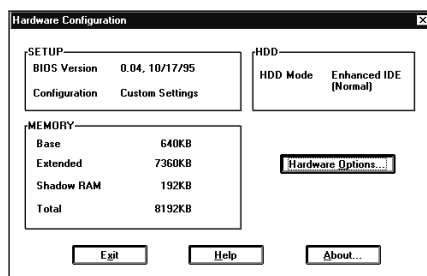 Hardware Configuration
SETUP
BIOS Version 0.04, 10/17/95
Configuration Custom Settings
HDD
HDD Mode Enhanced IDE
(Normal)
MEMORY
Base 640KB
Extended 7360KB
Shadow RAM 192KB
Total 8192KB
Hardware Options...
Exit Help About...